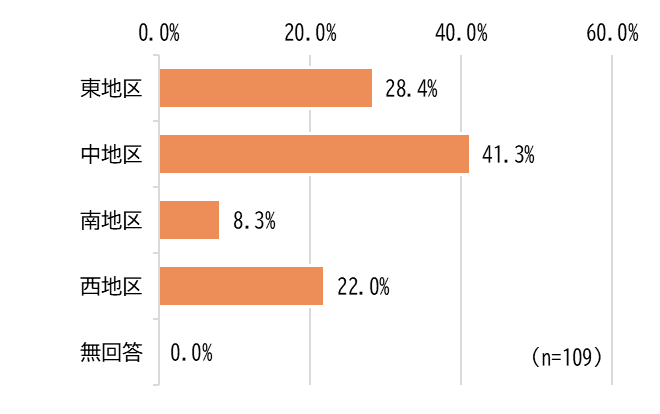 0.0% 20.0% 40.0% 60.0%
東地区 28.4%
中地区 41.3%
南地区 8.3%
西地区 22.0%
無回答 0.0%
（n=109）